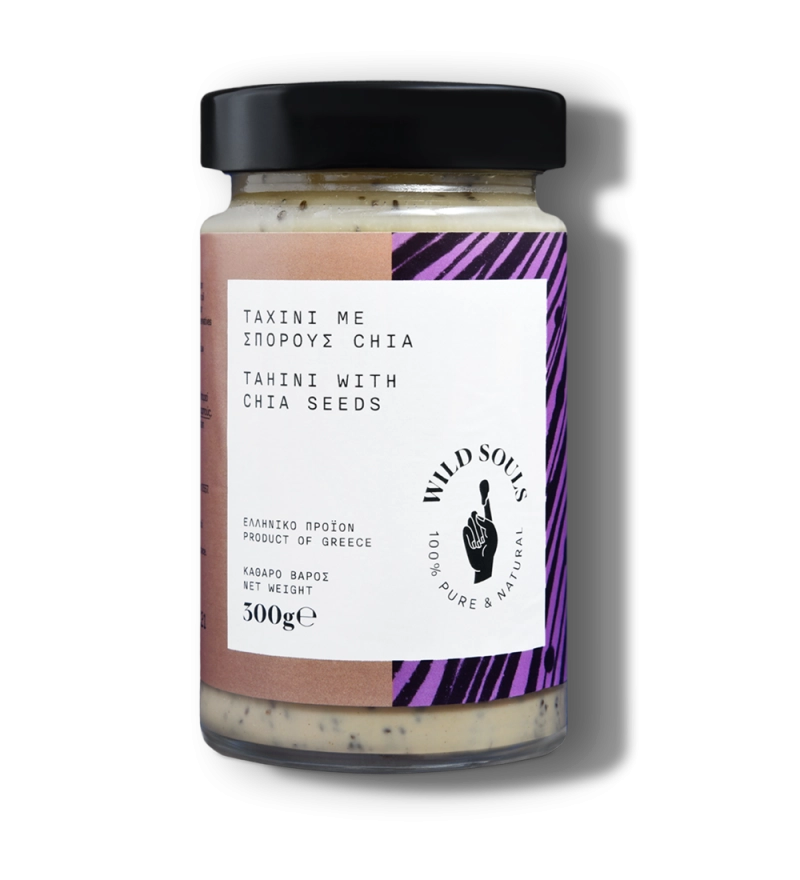 ΤΑΧΙΝΙ ΜΕ
ΣΠΟΡΟΥΣ CHIA
TAHINI WITH
CHIA SEEDS
WILD SOULS
100% PURE & NATURAL
ΕΛΛΗΝΙΚΟ ΠΡΟΪΟΝ
PRODUCT OF GREECE
ΚΑΘΑΡΟ ΒΑΡΟΣ
NET WEIGHT
300g℮